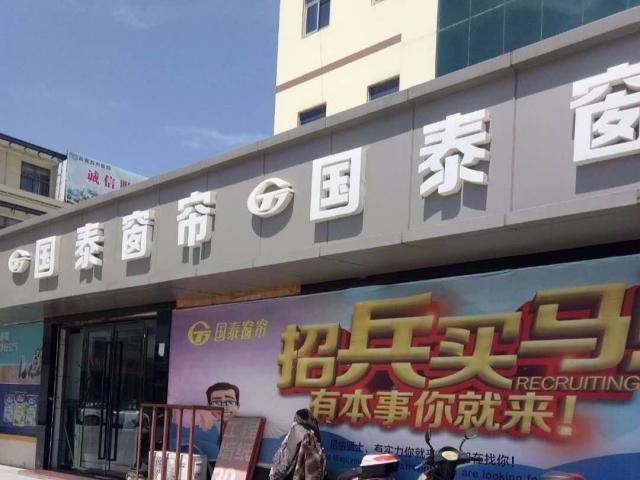 国泰窗帘
国泰窗
诚信
国泰窗帘
招兵买马
RECRUITING
有本事你就来！